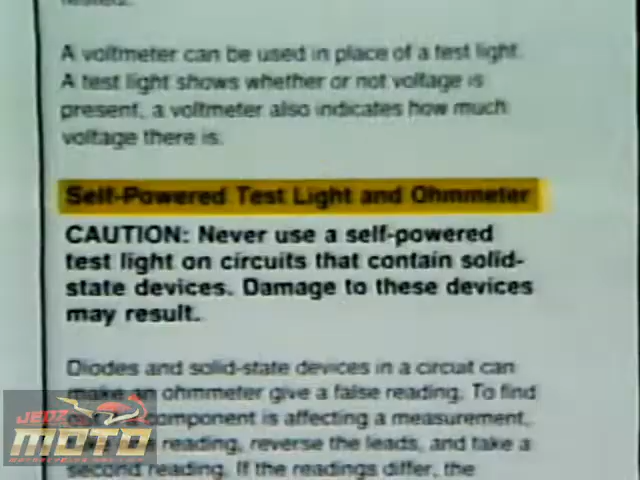 tested.
A voltmeter can be used in place of a test light.
A test light shows whether or not voltage is
present, a voltmeter also indicates how much
voltage there is.
Self-Powered Test Light and Ohmmeter
CAUTION: Never use a self-powered
test light on circuits that contain solid-
state devices. Damage to these devices
may result.
Diodes and solid-state devices in a circuit can
make an ohmmeter give a false reading. To find
component is affecting a measurement,
reading, reverse the leads, and take a
second reading. If the readings differ, the
JEDZ
MOTO